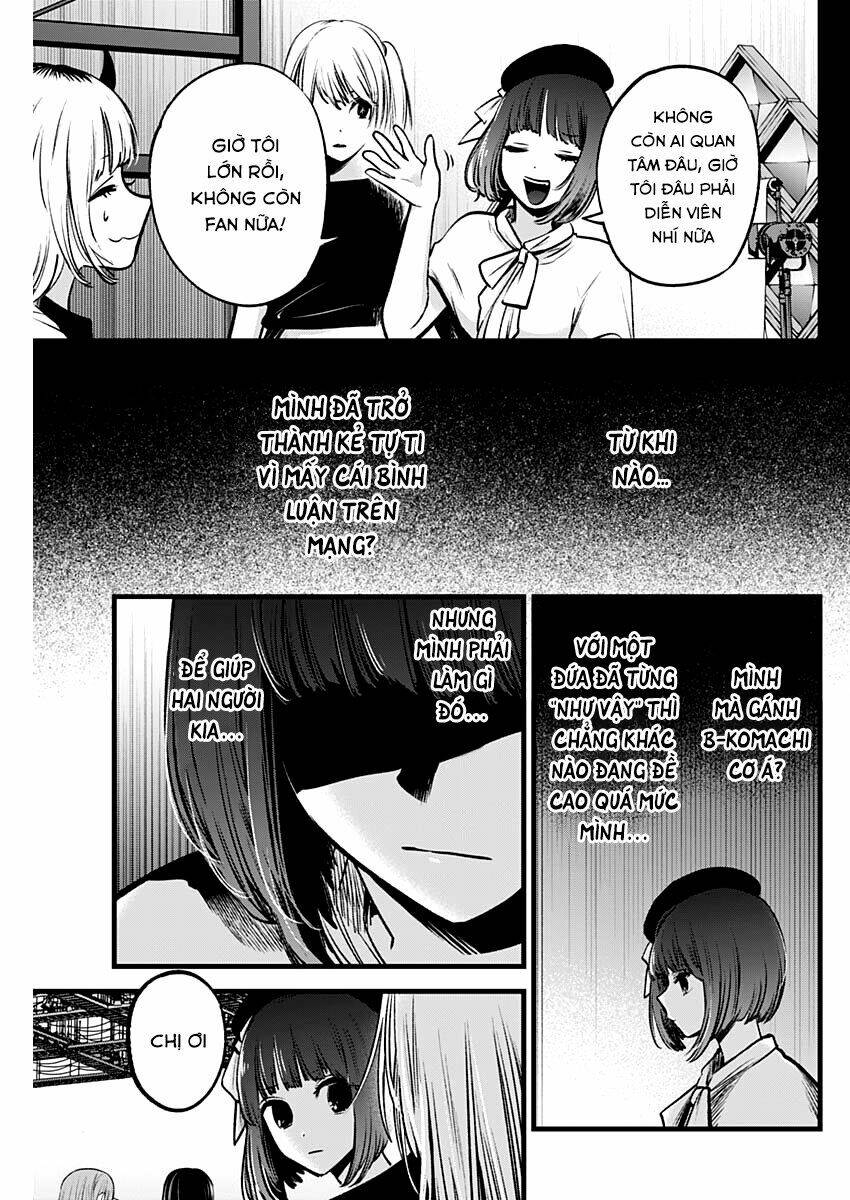 KHÔNG
CÒN AI QUAN
TÂM ĐÂU, GIỜ
TÔI ĐÂU PHẢI
DIỄN VIÊN
NHÍ NỮA
GIỜ TÔI
LỚN RỒI,
KHÔNG CÒN
FAN NỮA!
TỪ KHI
NÀO...
MÌNH ĐÃ TRỞ
THÀNH KẺ TỰ TI
VÌ MẤY CÁI BÌNH
LUẬN TRÊN
MẠNG?
MÌNH
MÀ GÁNH
B-KOMACHI
CƠ Á?
VỚI MỘT
ĐỨA ĐÃ TỪNG
"NHƯ VẬY" THÌ
CHẲNG KHÁC
NÀO ĐANG ĐỀ
CAO QUÁ MỨC
MÌNH...
NHƯNG
MÌNH PHẢI
LÀM GÌ
ĐÓ...
ĐỂ GIÚP
HAI NGƯỜI
KIA...
CHỊ ƠI